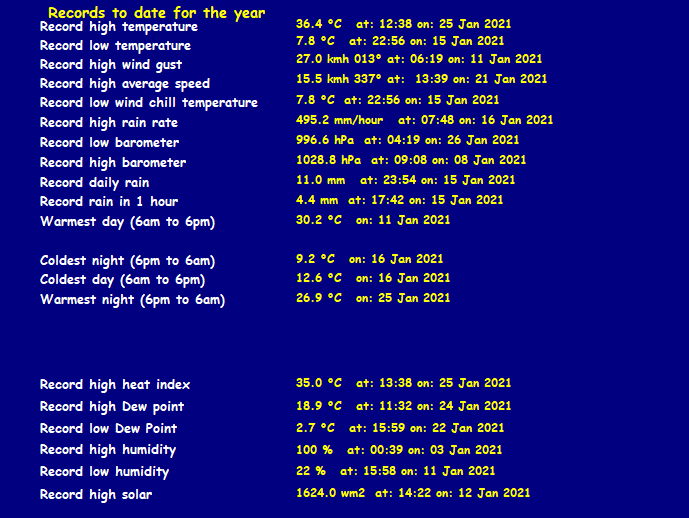 Records to date for the year
Record high temperature 36.4 °C at: 12:38 on: 25 Jan 2021
Record low temperature 7.8 °C at: 22:56 on: 15 Jan 2021
Record high wind gust 27.0 kmh 013° at: 06:19 on: 11 Jan 2021
Record high average speed 15.5 kmh 337° at: 13:39 on: 21 Jan 2021
Record low wind chill temperature 7.8 °C at: 22:56 on: 15 Jan 2021
Record high rain rate 495.2 mm/hour at: 07:48 on: 16 Jan 2021
Record low barometer 996.6 hPa at: 04:19 on: 26 Jan 2021
Record high barometer 1028.8 hPa at: 09:08 on: 08 Jan 2021
Record daily rain 11.0 mm at: 23:54 on: 15 Jan 2021
Record rain in 1 hour 4.4 mm at: 17:42 on: 15 Jan 2021
Warmest day (6am to 6pm) 30.2 °C on: 11 Jan 2021
Coldest night (6pm to 6am) 9.2 °C on: 16 Jan 2021
Coldest day (6am to 6pm) 12.6 °C on: 16 Jan 2021
Warmest night (6pm to 6am) 26.9 °C on: 25 Jan 2021
Record high heat index 35.0 °C at: 13:38 on: 25 Jan 2021
Record high Dew point 18.9 °C at: 11:32 on: 24 Jan 2021
Record low Dew Point 2.7 °C at: 15:59 on: 22 Jan 2021
Record high humidity 100 % at: 00:39 on: 03 Jan 2021
Record low humidity 22 % at: 15:58 on: 11 Jan 2021
Record high solar 1624.0 wm2 at: 14:22 on: 12 Jan 2021